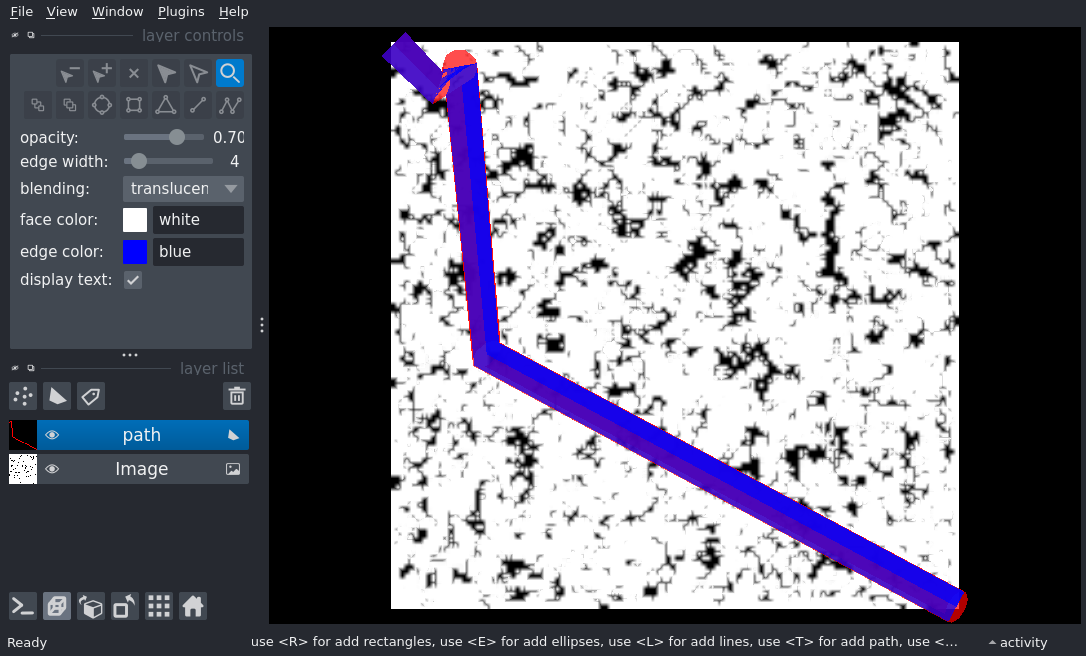 File View Window Plugins Help
layer controls
opacity: 0.70
edge width: 4
blending: translucen
face color: white
edge color: blue
display text:
layer list
path
Image
Ready use <R> for add rectangles, use <E> for add ellipses, use <L> for add lines, use <T> for add path, use <... activity